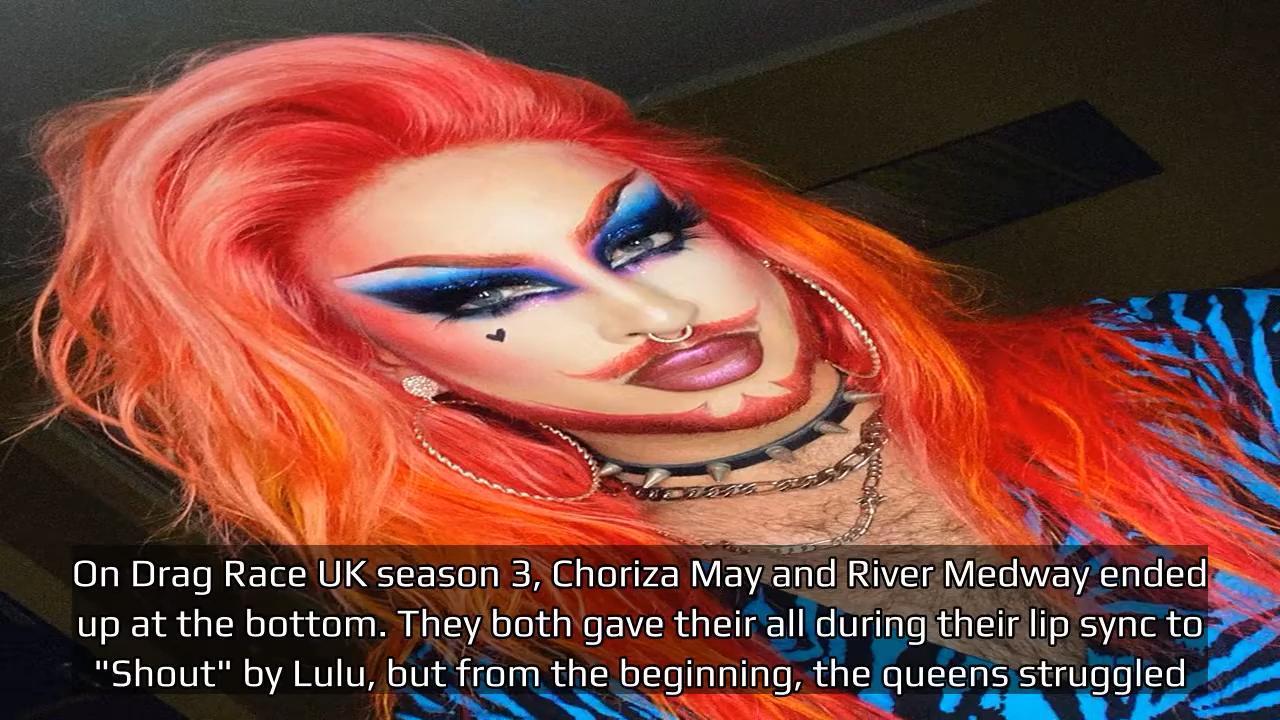 On Drag Race UK season 3, Choriza May and River Medway ended
up at the bottom. They both gave their all during their lip sync to
"Shout" by Lulu, but from the beginning, the queens struggled